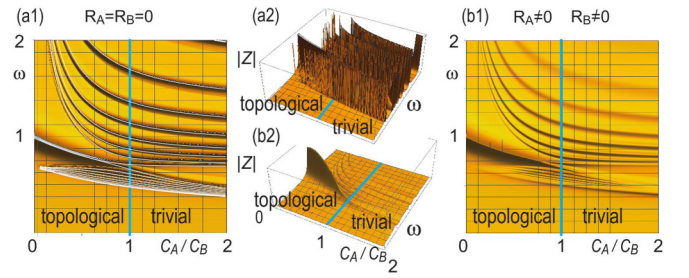 (a1) R_A=R_B=0
2
ω
1
topological trivial
0 1 C_A/C_B 2
(a2)
|Z|
topological
trivial
ω
(b2)
|Z|
topological
trivial
0
1
C_A/C_B
2
ω
(b1) R_A≠0 R_B≠0
2
ω
1
topological trivial
0 1 C_A/C_B 2